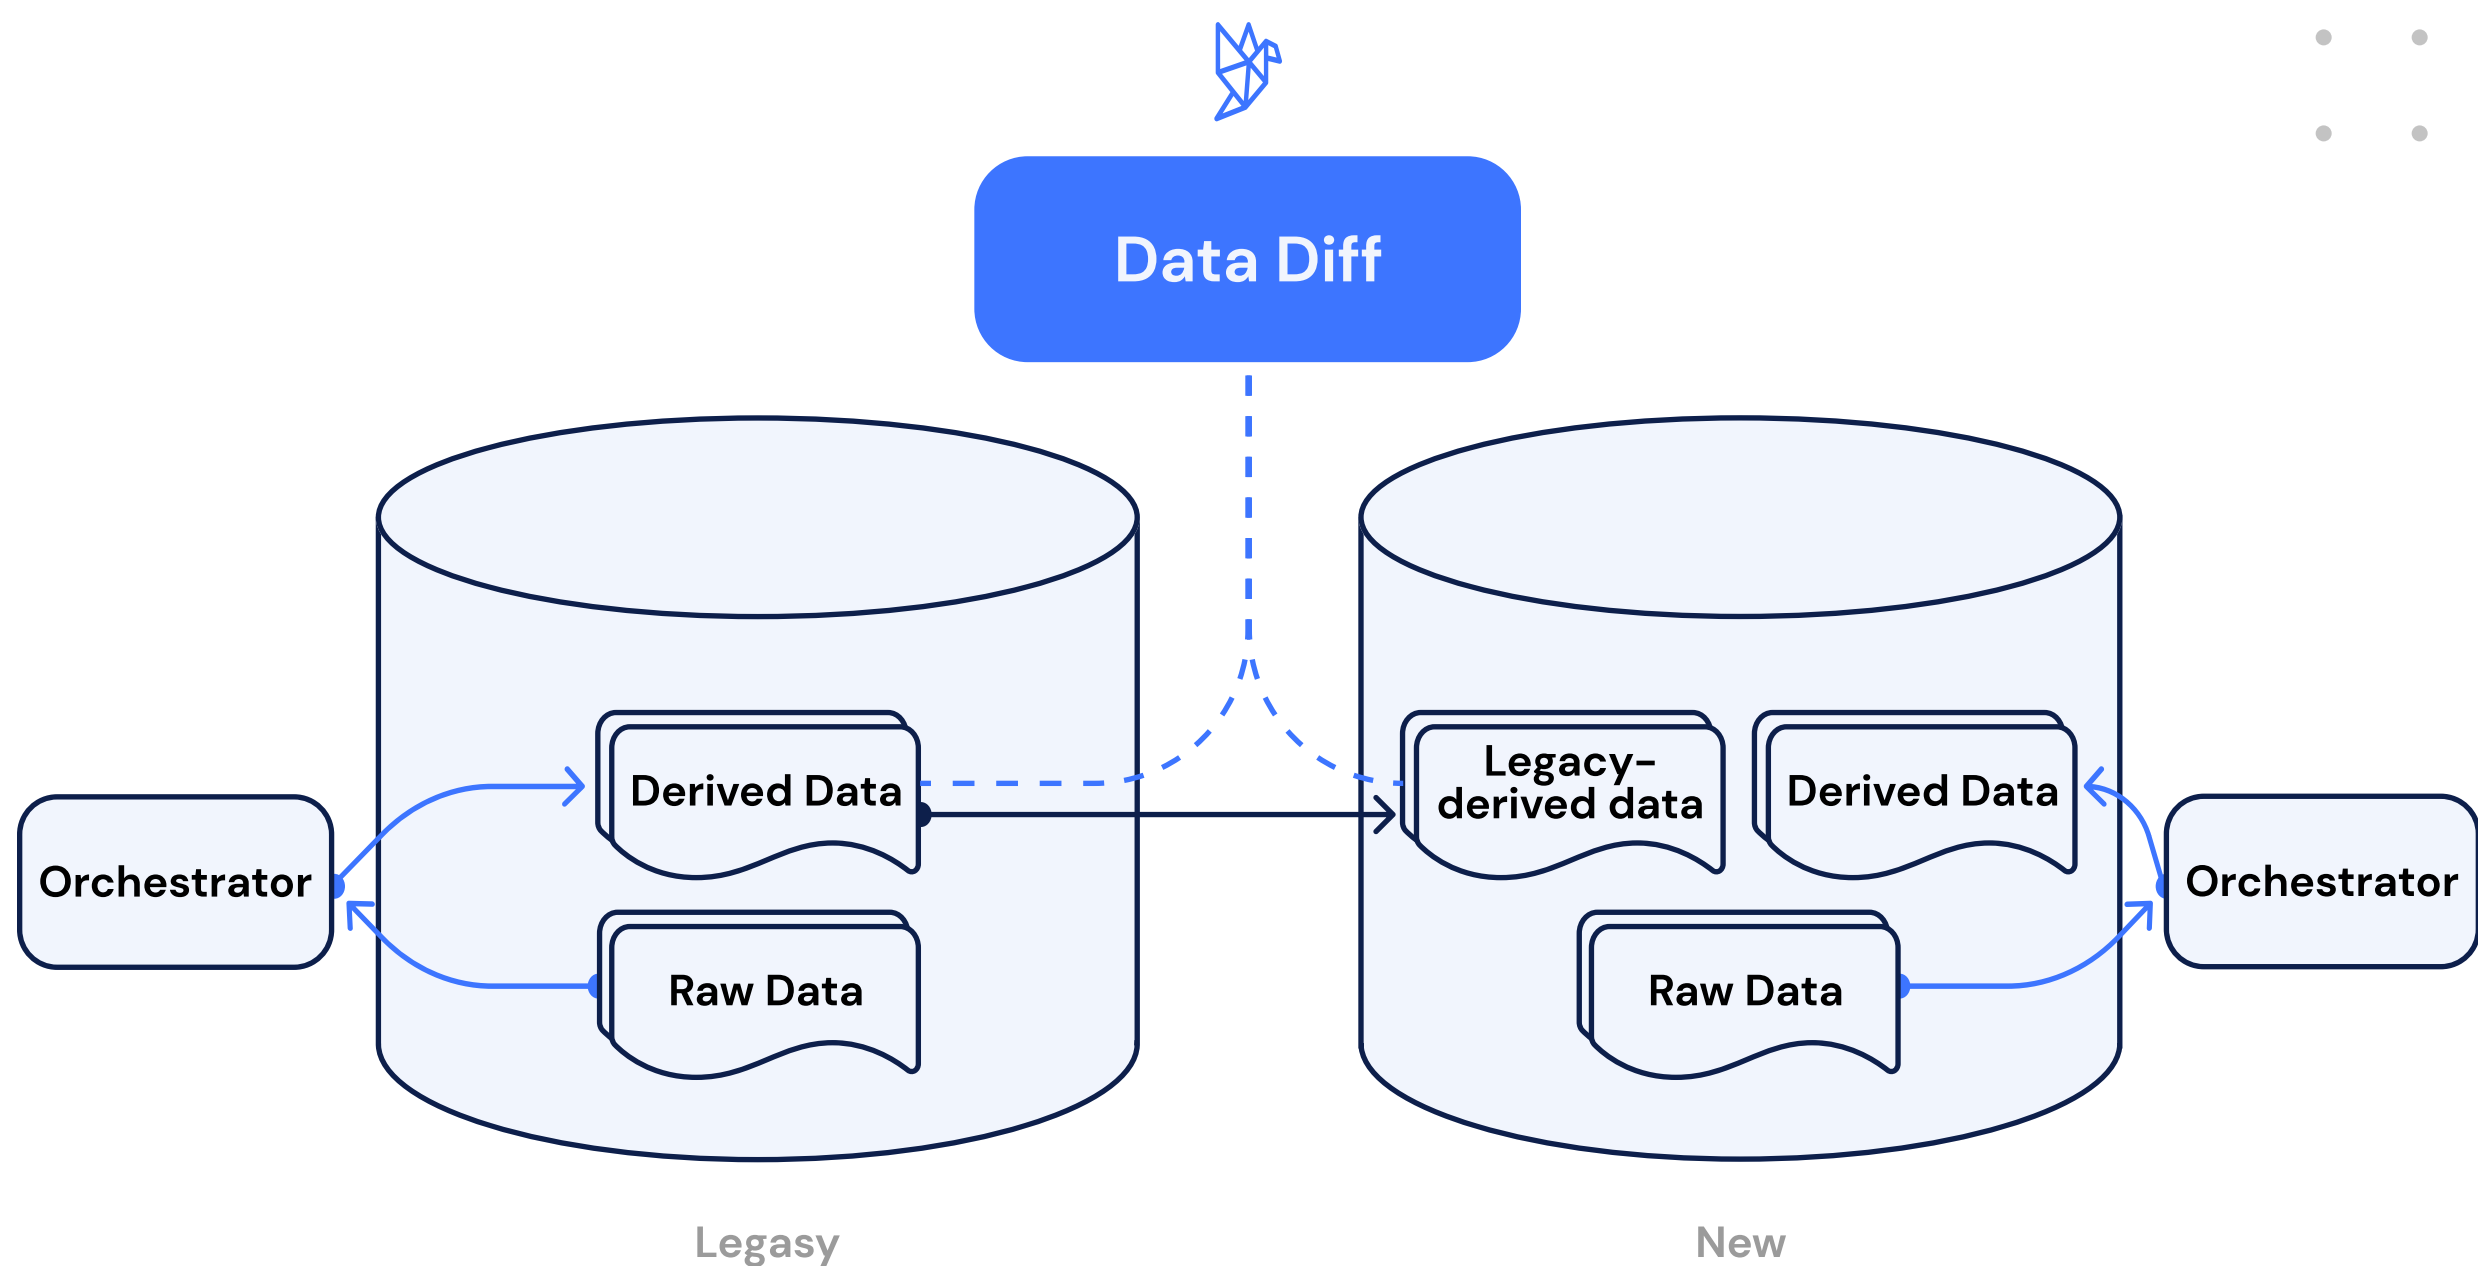 Data Diff
Derived Data
Legacy-
derived data
Derived Data
Orchestrator
Orchestrator
Raw Data
Raw Data
Legasy
New